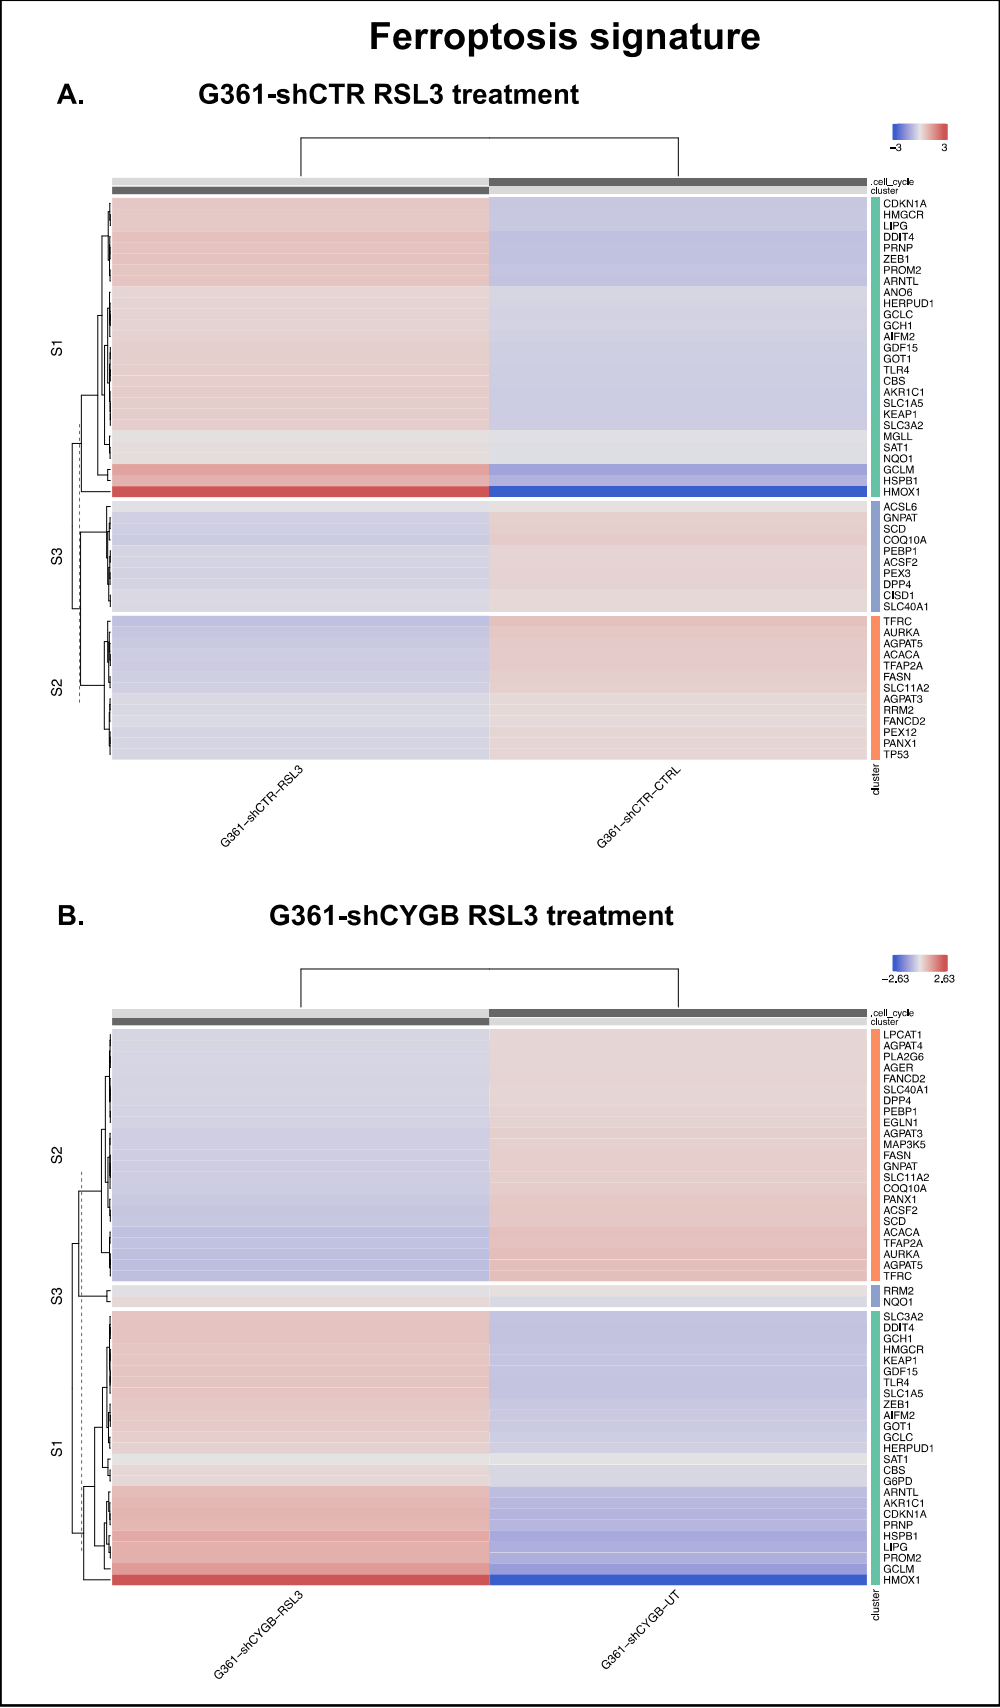 Ferroptosis signature
A.
G361-shCTR RSL3 treatment
−3 3
.cell_cycle
cluster
S1
CDKN1A
HMGCR
LIPG
DDIT4
PRNP
ZEB1
PROM2
ARNTL
ANO6
HERPUD1
GCLC
GCH1
AIFM2
GDF15
GOT1
TLR4
CBS
AKR1C1
SLC1A5
KEAP1
SLC3A2
MGLL
SAT1
NQO1
GCLM
HSPB1
HMOX1
S3
ACSL6
GNPAT
SCD
COQ10A
PEBP1
ACSF2
PEX3
DPP4
CISD1
SLC40A1
S2
TFRC
AURKA
AGPAT5
ACACA
TFAP2A
FASN
SLC11A2
AGPAT3
RRM2
FANCD2
PEX12
PANX1
TP53
G361−shCTR−RSL3
G361−shCTR−CTRL
cluster
B.
G361-shCYGB RSL3 treatment
−2.63 2.63
.cell_cycle
cluster
S2
LPCAT1
AGPAT4
PLA2G6
AGER
FANCD2
SLC40A1
DPP4
PEBP1
EGLN1
AGPAT3
MAP3K5
FASN
GNPAT
SLC11A2
COQ10A
PANX1
ACSF2
SCD
ACACA
TFAP2A
AURKA
AGPAT5
TFRC
S3
RRM2
NQO1
S1
SLC3A2
DDIT4
GCH1
HMGCR
KEAP1
GDF15
TLR4
SLC1A5
ZEB1
AIFM2
GOT1
GCLC
HERPUD1
SAT1
CBS
G6PD
ARNTL
AKR1C1
CDKN1A
PRNP
HSPB1
LIPG
PROM2
GCLM
HMOX1
G361−shCYGB−RSL3
G361−shCYGB−UT
cluster